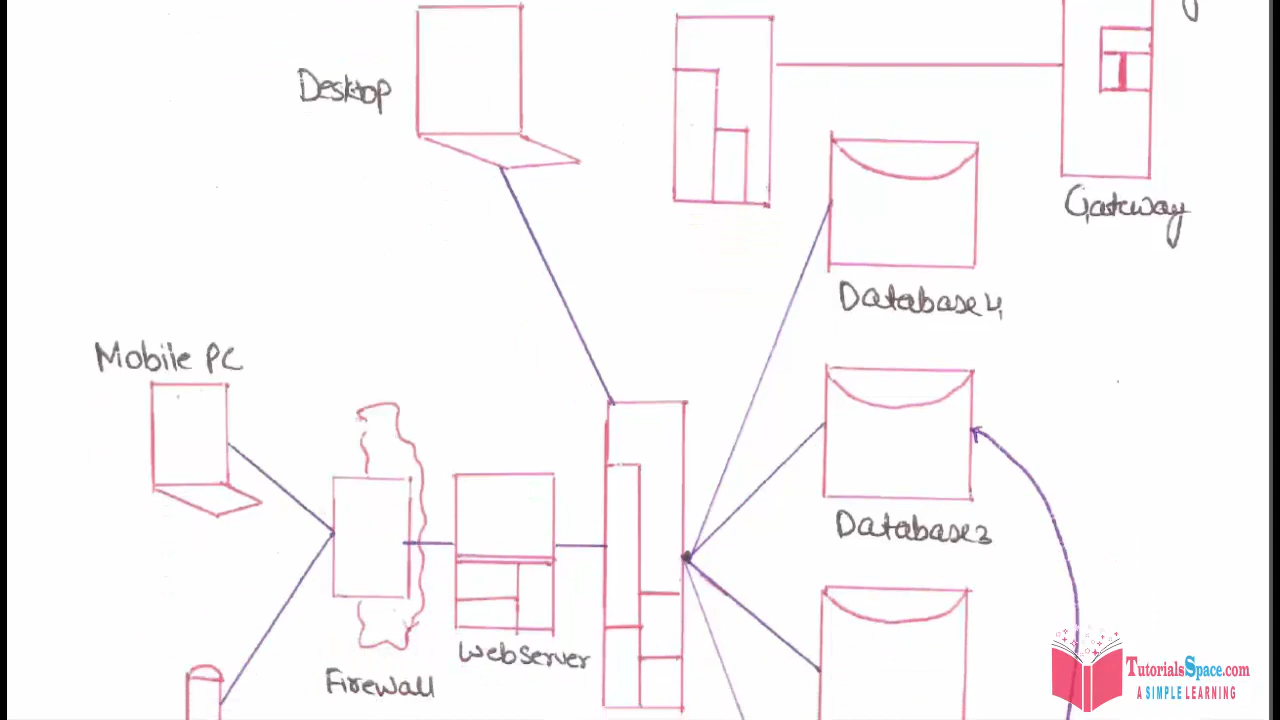 Desktop
Gateway
Database4
Mobile PC
Database3
Webserver
Firewall
TutorialsSpace.com
A SIMPLE LEARNING